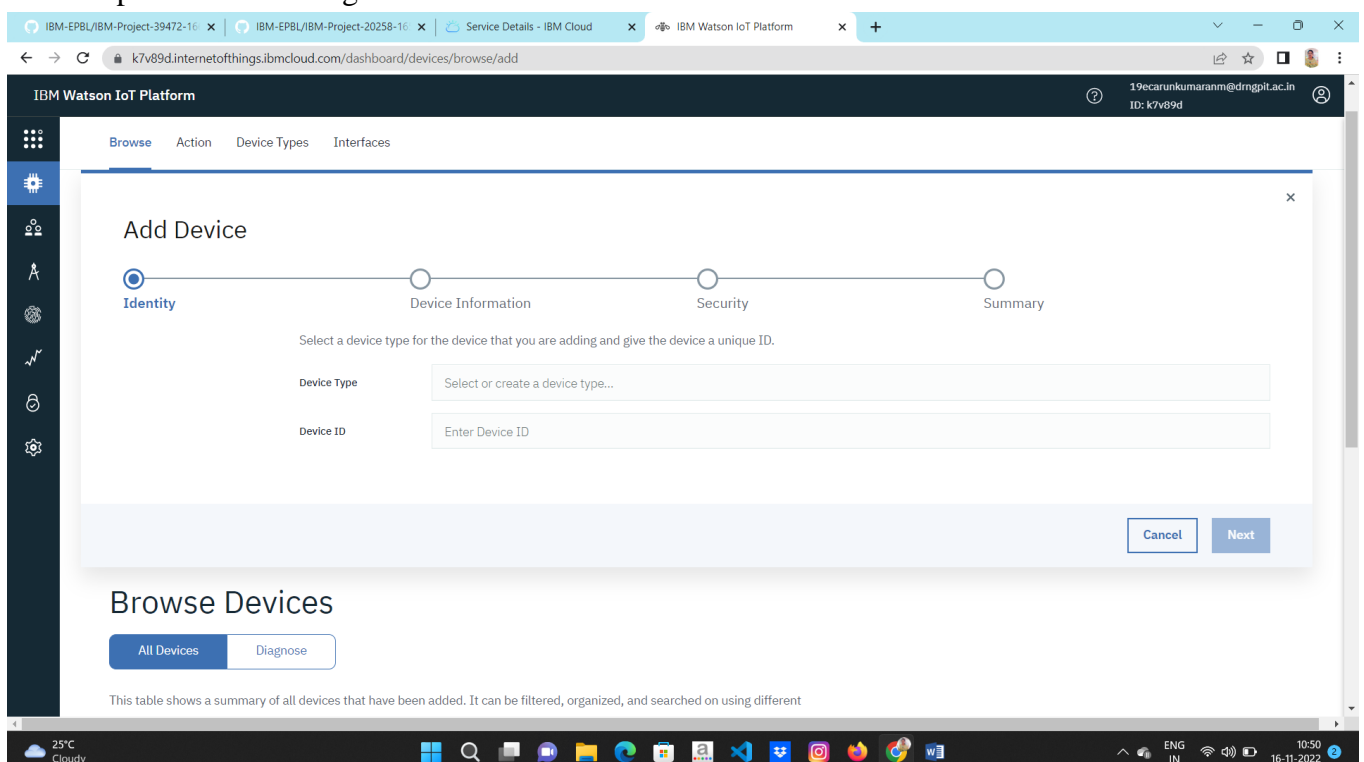 IBM-EPBL/IBM-Project-39472-16 IBM-EPBL/IBM-Project-20258-16 Service Details - IBM Cloud IBM Watson IoT Platform
k7v89d.internetofthings.ibmcloud.com/dashboard/devices/browse/add
IBM Watson IoT Platform
19ecarunkumaranm@drngpit.ac.in
ID: k7v89d
Browse Action Device Types Interfaces
Add Device
Identity Device Information Security Summary
Select a device type for the device that you are adding and give the device a unique ID.
Device Type Select or create a device type...
Device ID Enter Device ID
Cancel Next
Browse Devices
All Devices Diagnose
This table shows a summary of all devices that have been added. It can be filtered, organized, and searched on using different
25°C
Cloudy
a
ENG
IN
10:50
16-11-2022
2